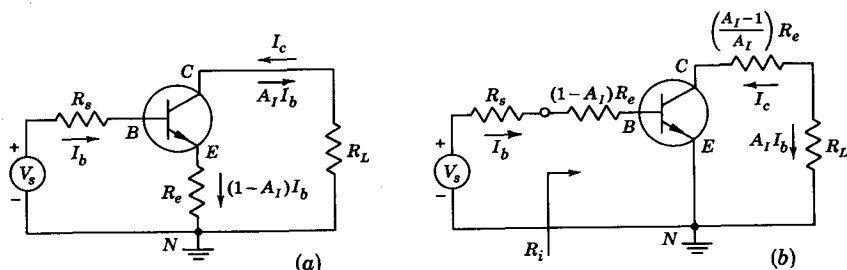 I_c
A_I I_b
C
R_s
B
I_b
E
+
V_s
−
R_e
(1−A_I)I_b
R_L
N
(a)
((A_I−1)/A_I) R_e
C
I_c
R_s
(1−A_I)R_e
B
I_b
E
A_I I_b
R_L
+
V_s
−
R_i
N
(b)